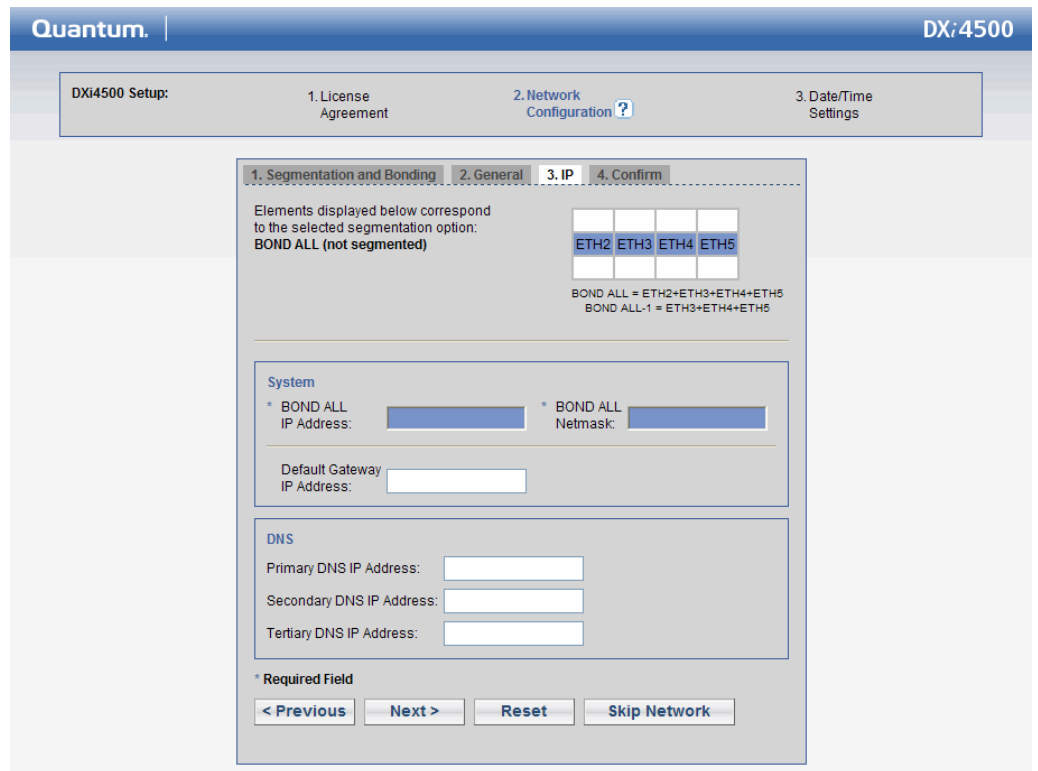 Quantum.
DXi4500
DXi4500 Setup:
1. License
Agreement
2. Network
Configuration ?
3. Date/Time
Settings
1. Segmentation and Bonding
2. General
3. IP
4. Confirm
Elements displayed below correspond
to the selected segmentation option:
BOND ALL (not segmented)
ETH2 ETH3 ETH4 ETH5
BOND ALL = ETH2+ETH3+ETH4+ETH5
BOND ALL-1 = ETH3+ETH4+ETH5
System
* BOND ALL
IP Address:
* BOND ALL
Netmask:
Default Gateway
IP Address:
DNS
Primary DNS IP Address:
Secondary DNS IP Address:
Tertiary DNS IP Address:
* Required Field
< Previous
Next >
Reset
Skip Network